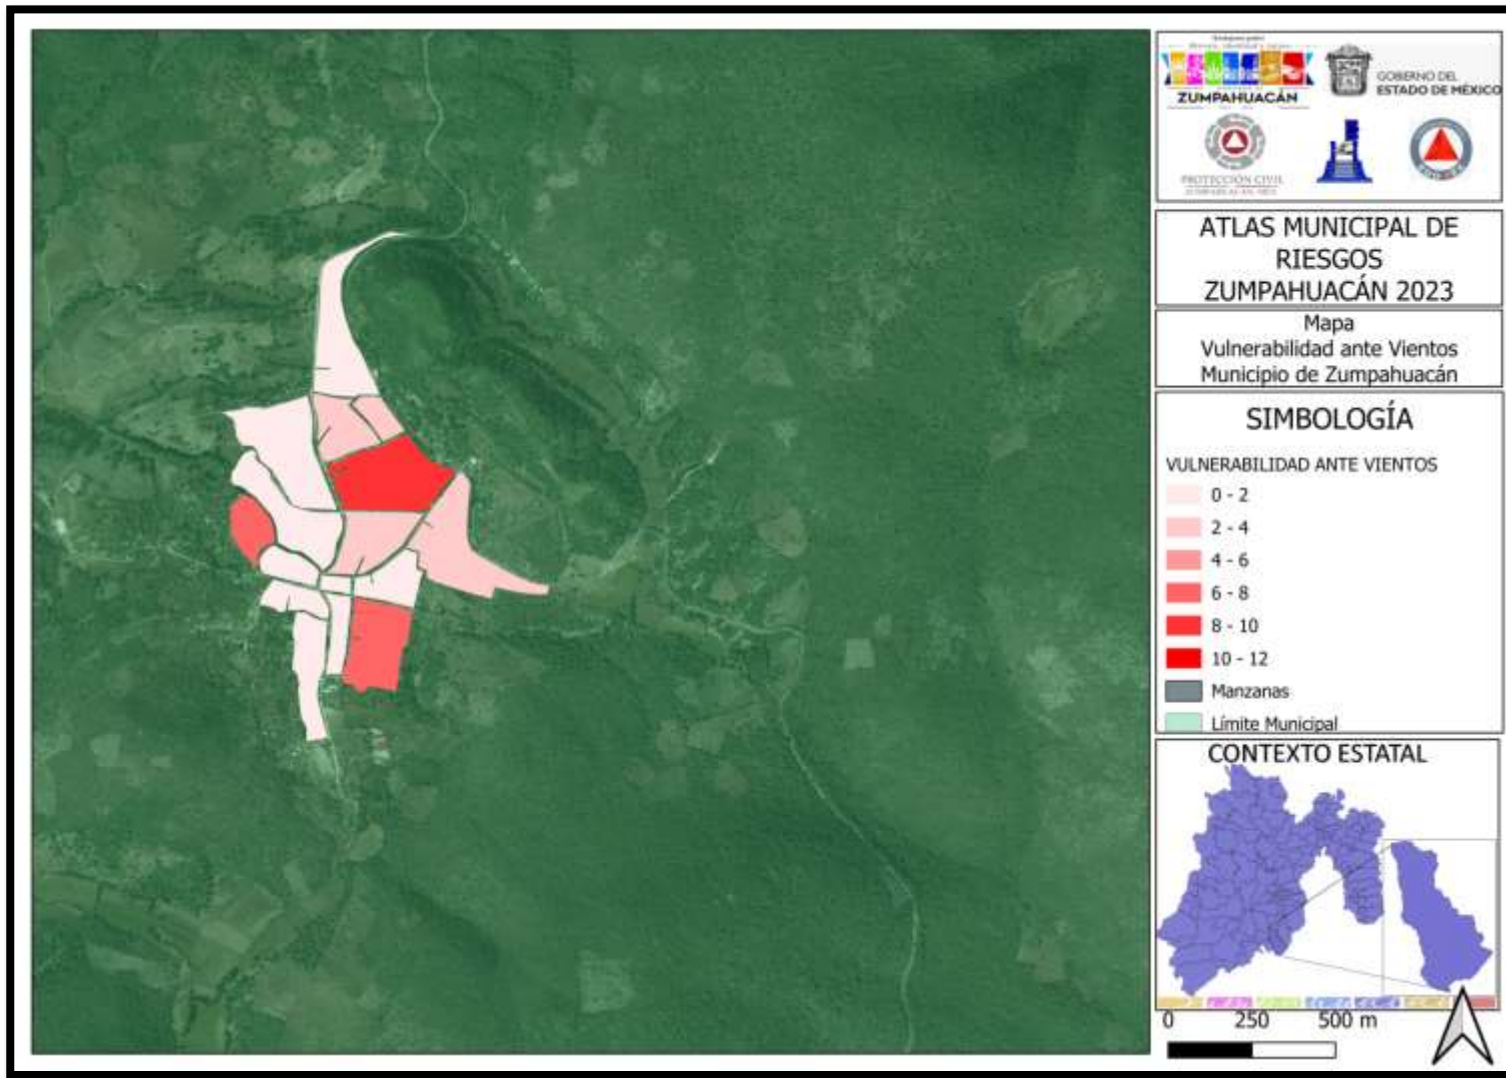 ZUMPAHUACÁN
GOBIERNO DEL
ESTADO DE MÉXICO
PROTECCIÓN CIVIL
ATLAS MUNICIPAL DE
RIESGOS
ZUMPAHUACÁN 2023
Mapa
Vulnerabilidad ante Vientos
Municipio de Zumpahuacán
SIMBOLOGÍA
VULNERABILIDAD ANTE VIENTOS
0 - 2
2 - 4
4 - 6
6 - 8
8 - 10
10 - 12
Manzanas
Límite Municipal
CONTEXTO ESTATAL
0 250 500 m